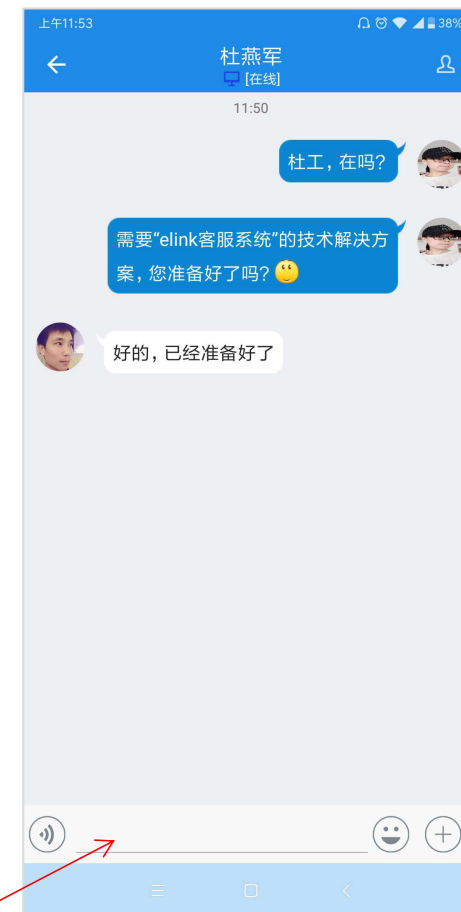 上午11:53
38%
杜燕军
[在线]
11:50
杜工，在吗?
需要“elink客服系统”的技术解决方
案，您准备好了吗?
好的，已经准备好了